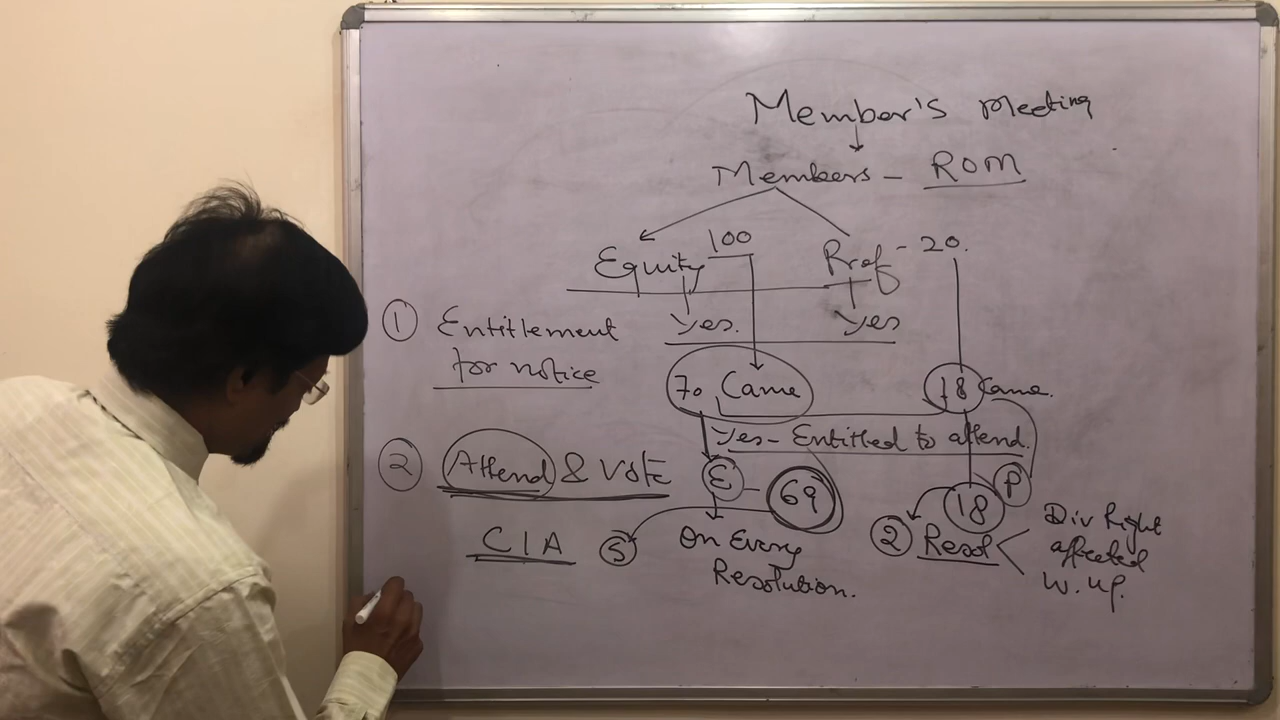 Member's Meeting
Members - ROM
Equity 100 Pref - 20.
① Entitlement Yes. Yes
for notice
70 Came 18 Came.
Yes - Entitled to attend.
② Attend & Vote E - 69 18 P
CIA ⑤ On Every ② Resol Div Right
Resolution. affected
W. up.